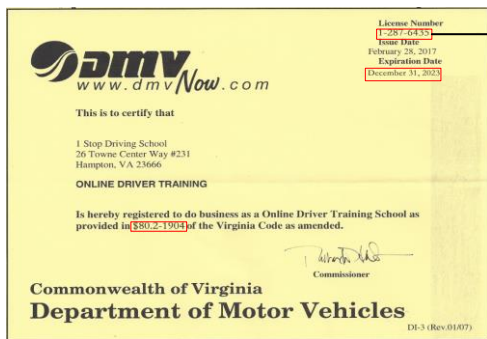 License Number
1-287-6435
Issue Date
February 28, 2017
Expiration Date
December 31, 2023
DMV
www.dmvNow.com
This is to certify that
1 Stop Driving School
26 Towne Center Way #231
Hampton, VA 23666
ONLINE DRIVER TRAINING
Is hereby registered to do business as a Online Driver Training School as
provided in $80.2-1904 of the Virginia Code as amended.
Commissioner
Commonwealth of Virginia
Department of Motor Vehicles
DI-3 (Rev.01/07)